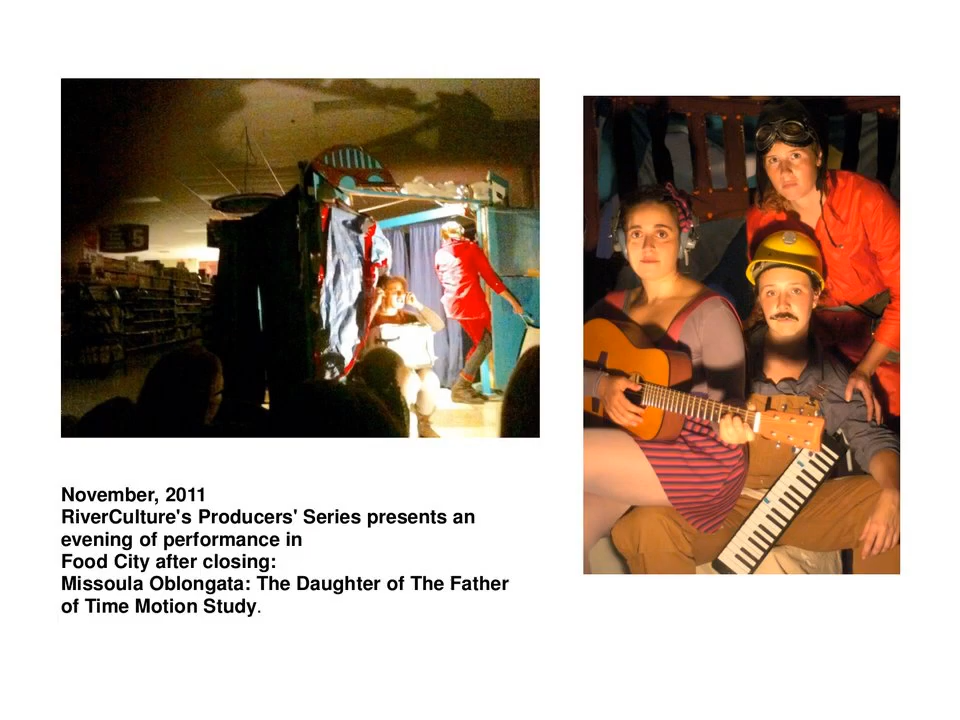 5
November, 2011
RiverCulture's Producers' Series presents an
evening of performance in
Food City after closing:
Missoula Oblongata: The Daughter of The Father
of Time Motion Study.